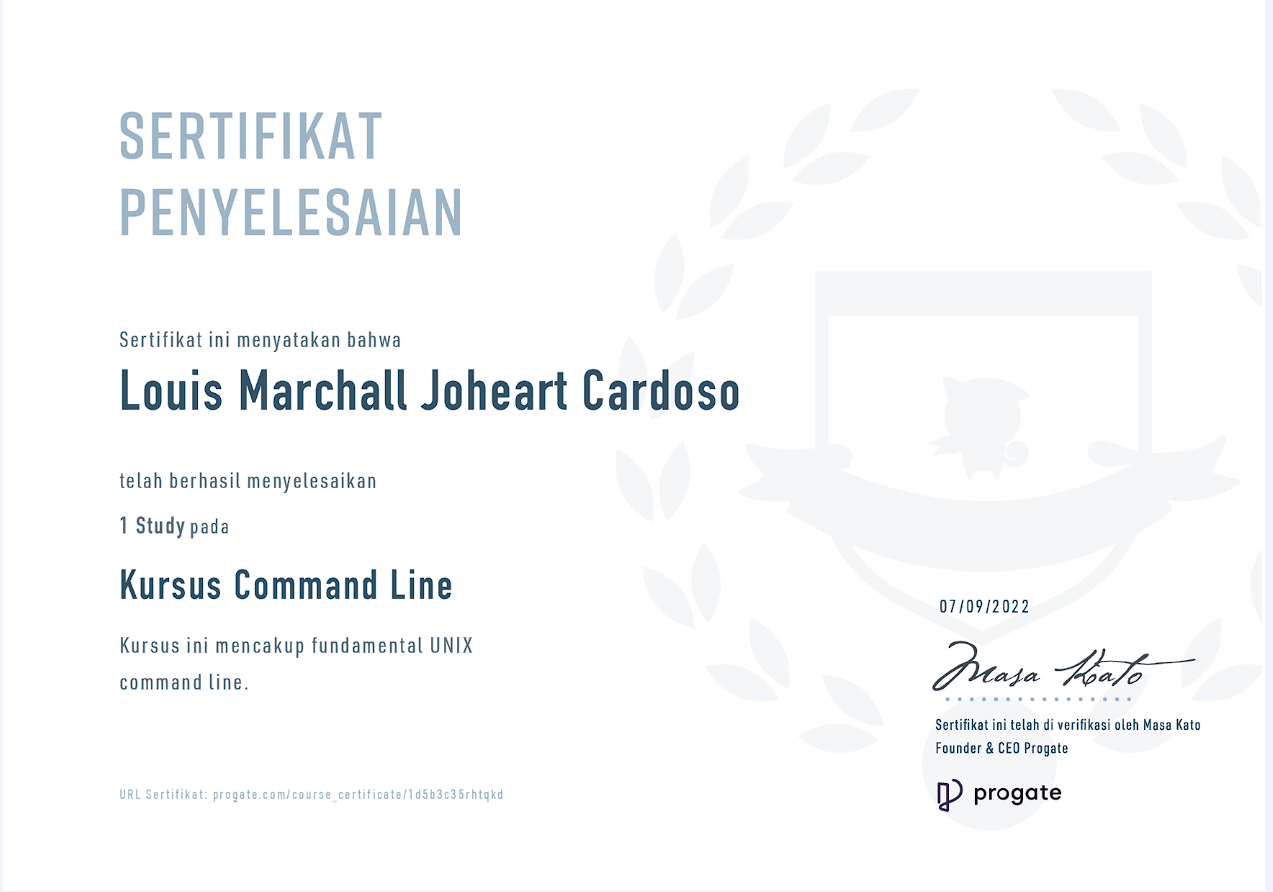 SERTIFIKAT
PENYELESAIAN
Sertifikat ini menyatakan bahwa
Louis Marchall Joheart Cardoso
telah berhasil menyelesaikan
1 Study pada
Kursus Command Line
Kursus ini mencakup fundamental UNIX
command line.
07/09/2022
Masa Kato
Sertifikat ini telah di verifikasi oleh Masa Kato
Founder & CEO Progate
URL Sertifikat: progate.com/course_certificate/1d5b3c35rhtqkd
progate